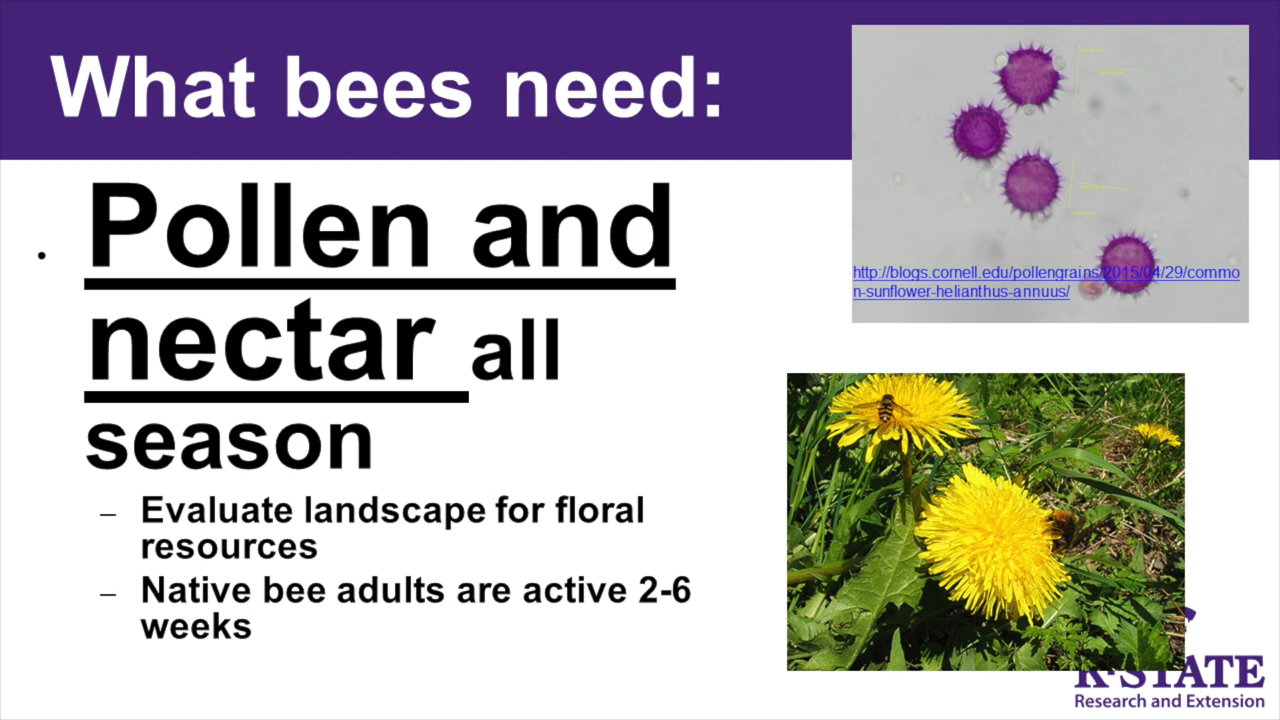 What bees need:
• Pollen and
nectar all
season
– Evaluate landscape for floral
resources
– Native bee adults are active 2-6
weeks
http://blogs.cornell.edu/pollengrains/2015/04/29/commo
n-sunflower-helianthus-annuus/
K-STATE
Research and Extension